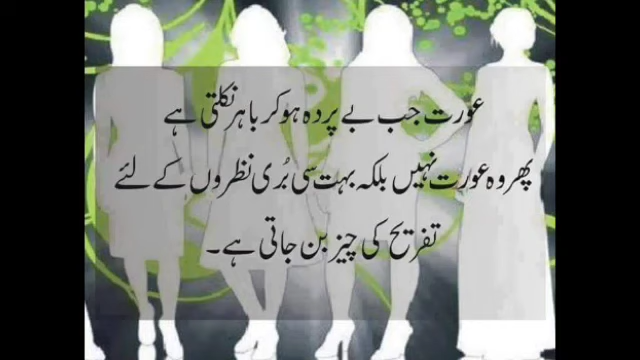 عورت جب بے پردہ ہو کر باہر نکلتی ہے
پھر وہ عورت نہیں بلکہ بہت سی بُری نظروں کے لئے
تفریح کی چیز بن جاتی ہے۔